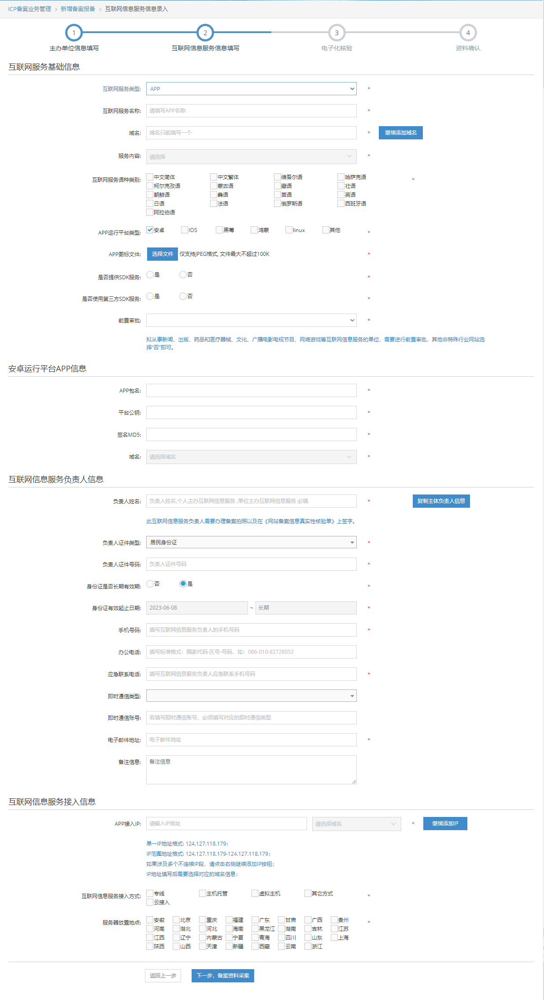 ICP备案业务管理 > 新增备案报备 > 互联网信息服务信息录入
1 2 3 4
主办单位信息填写 互联网信息服务信息填写 电子化核验 资料确认
互联网服务基础信息
互联网服务类型: APP *
互联网服务名称: 请填写APP名称 *
域名: 域名只能填写一个 * 继续添加域名
服务内容: 请选择 *
互联网服务语种类别: 中文简体 中文繁体 维吾尔语 哈萨克语 *
柯尔克孜语 蒙古语 藏语 壮语
朝鲜语 彝语 苗语 英语
日语 法语 俄罗斯语 西班牙语
阿拉伯语
APP运行平台类型: 安卓 IOS 黑莓 鸿蒙 linux 其他 *
APP图标文件: 选择文件 仅支持JPEG格式, 文件最大不超过100K *
是否提供SDK服务: 是 否 *
是否使用第三方SDK服务: 是 否 *
前置审批: *
拟从事新闻、出版、药品和医疗器械、文化、广播电影电视节目、网络游戏等互联网信息服务的单位，需要进行前置审批，其他非特殊行业网站选
择“否”即可。
安卓运行平台APP信息
APP包名: *
平台公钥: *
签名MD5: *
域名: 请选择域名 *
互联网信息服务负责人信息
负责人姓名: 负责人姓名,个人主办互联网信息服务 ,单位主办互联网信息服务 必填 * 复制主体负责人信息
此互联网信息服务负责人需要办理备案拍照以及在《网站备案信息真实性核验单》上签字。
负责人证件类型: 居民身份证 *
负责人证件号码: 负责人证件号码 *
身份证是否长期有效期: 否 是 *
身份证有效起止日期: 2023-06-08 ~ 长期 *
手机号码: 填写互联网信息服务负责人的手机号码 *
办公电话: 填写标准格式：国家代码-区号-号码，如：086-010-82728052
应急联系电话: 填写互联网信息服务负责人应急联系手机号码 *
即时通信类型:
即时通信账号: 若填写即时通信账号，必须填写对应的即时通信类型
电子邮件地址: 电子邮件地址 *
备注信息: 备注信息
互联网信息服务接入信息
APP接入IP: 请输入IP地址 请选择域名 * 继续添加IP
单一IP地址格式: 124.127.118.179；
IP范围地址格式: 124.127.118.179-124.127.118.179；
如果涉及多个不连续IP段，请点击右侧继续添加IP按钮；
IP地址填写后需要选择对应的域名信息；
互联网信息服务接入方式: 专线 主机托管 虚拟主机 其它方式 *
云接入
服务器放置地点: 安徽 北京 重庆 福建 广东 甘肃 广西 贵州 *
河南 湖北 河北 海南 黑龙江 湖南 吉林 江苏
江西 辽宁 内蒙古 宁夏 青海 四川 山东 上海
陕西 山西 天津 新疆 西藏 云南 浙江
返回上一步 下一步，备案资料采集